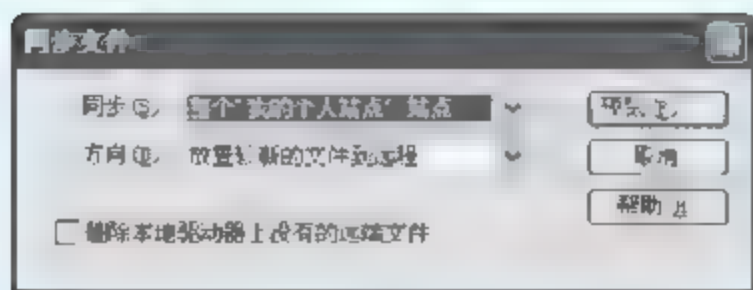 同步文件
同步(S): 整个“我的个人站点”站点
预览(P)...
方向(D): 放置较新的文件到远程
取消
帮助(H)
删除本地驱动器上没有的远端文件